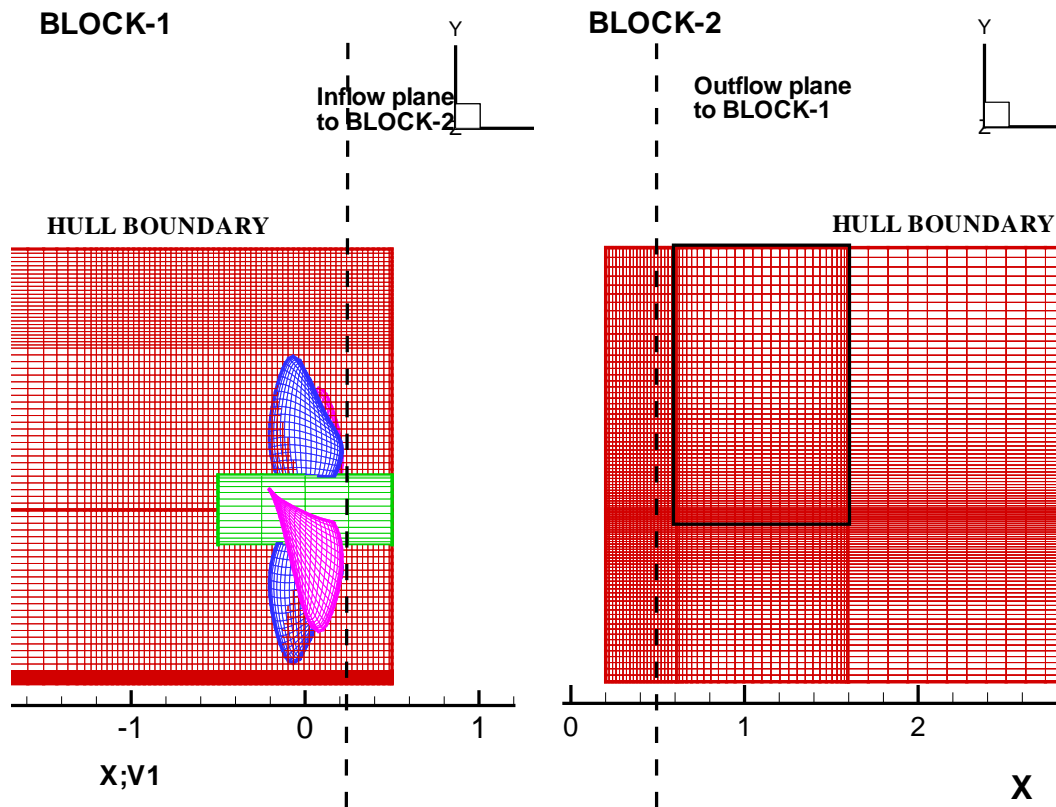 BLOCK-1
Y
Inflow plane
to BLOCK-2
Z
HULL BOUNDARY
-1
0
1
X;V1
BLOCK-2
Y
Outflow plane
to BLOCK-1
Z
HULL BOUNDARY
0
1
2
X